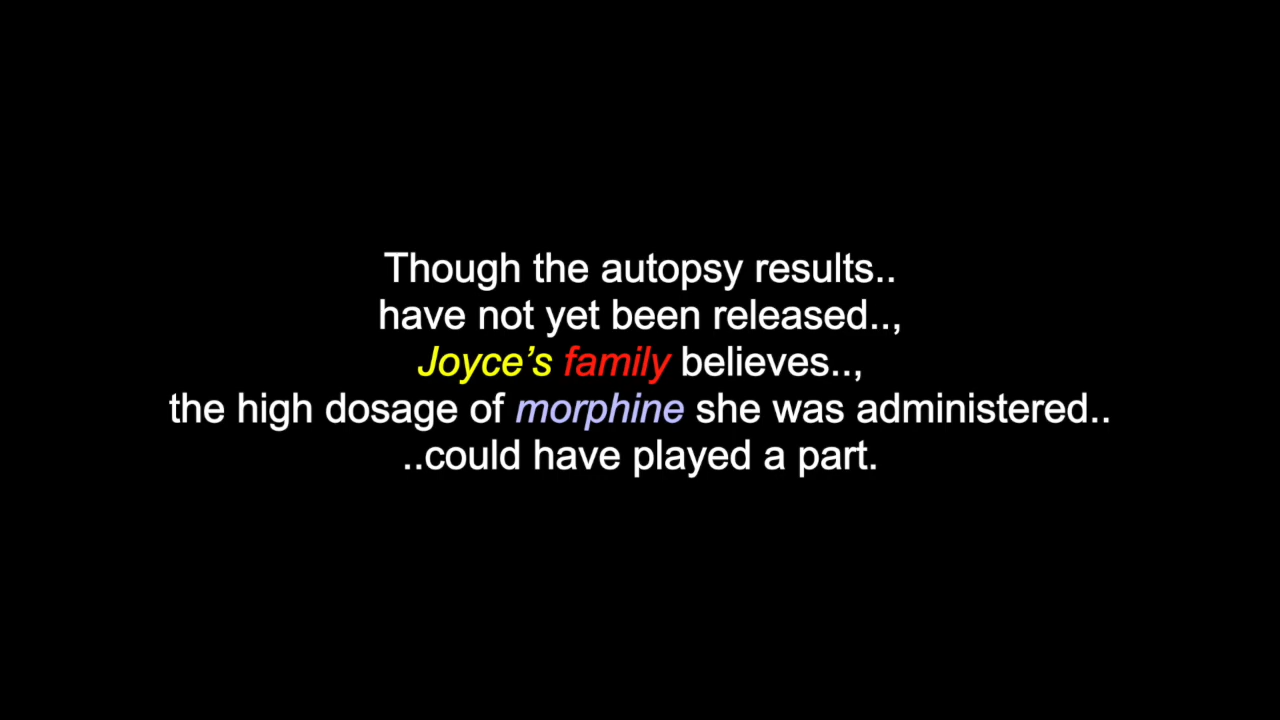 Though the autopsy results..
have not yet been released..,
Joyce’s family believes..,
the high dosage of morphine she was administered..
..could have played a part.